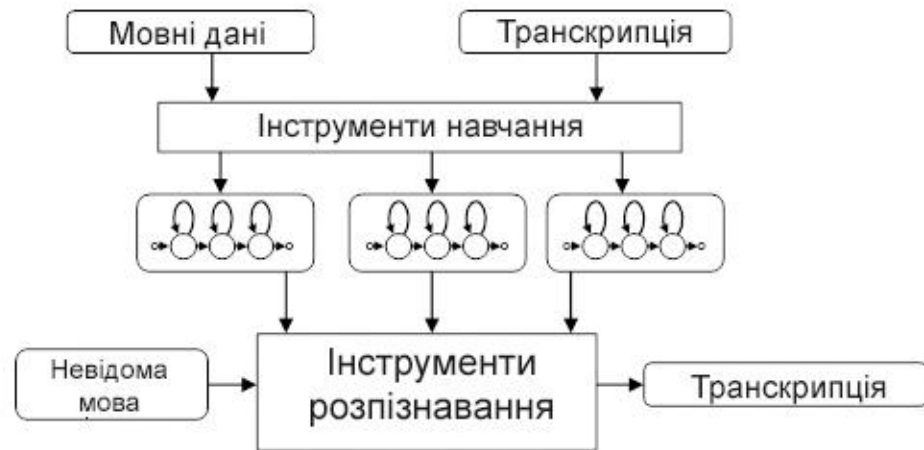 Мовні дані
Транскрипція
Інструменти навчання
Невідома
мова
Інструменти
розпізнавання
Транскрипція